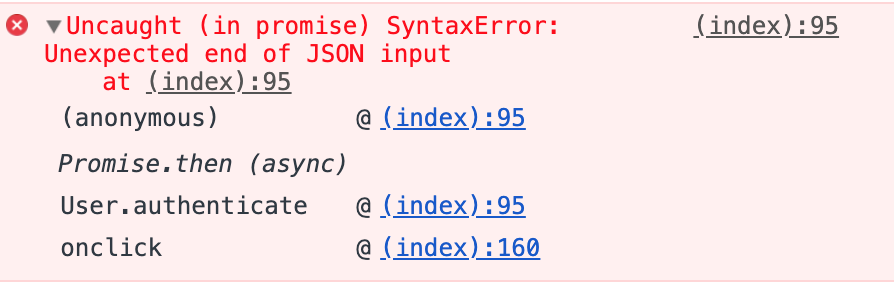 ▼Uncaught (in promise) SyntaxError: (index):95
Unexpected end of JSON input
at (index):95
(anonymous) @ (index):95
Promise.then (async)
User.authenticate @ (index):95
onclick @ (index):160